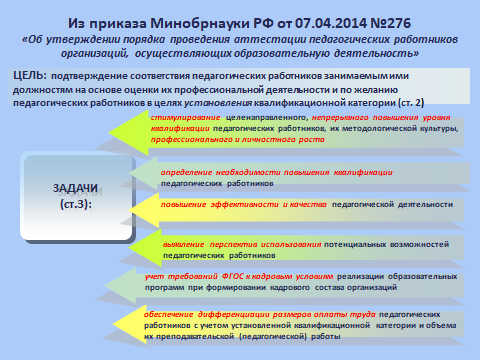 Из приказа Минобрнауки РФ от 07.04.2014 №276
«Об утверждении порядка проведения аттестации педагогических работников
организаций, осуществляющих образовательную деятельность»
ЦЕЛЬ: подтверждение соответствия педагогических работников занимаемым ими
должностям на основе оценки их профессиональной деятельности и по желанию
педагогических работников в целях установления квалификационной категории (ст. 2)
стимулирование целенаправленного, непрерывного повышения уровня
квалификации педагогических работников, их методологической культуры,
профессионального и личностного роста
определение необходимости повышения квалификации
педагогических работников
ЗАДАЧИ
(ст.3):
повышение эффективности и качества педагогической деятельности
выявление перспектив использования потенциальных возможностей
педагогических работников
учет требований ФГОС к кадровым условиям реализации образовательных
программ при формировании кадрового состава организаций
обеспечение дифференциации размеров оплаты труда педагогических
работников с учетом установленной квалификационной категории и объема
их преподавательской (педагогической) работы